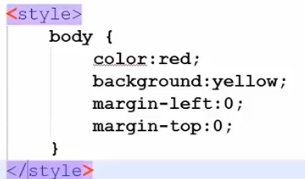 <style>
body {
color:red;
background:yellow;
margin-left:0;
margin-top:0;
}
</style>